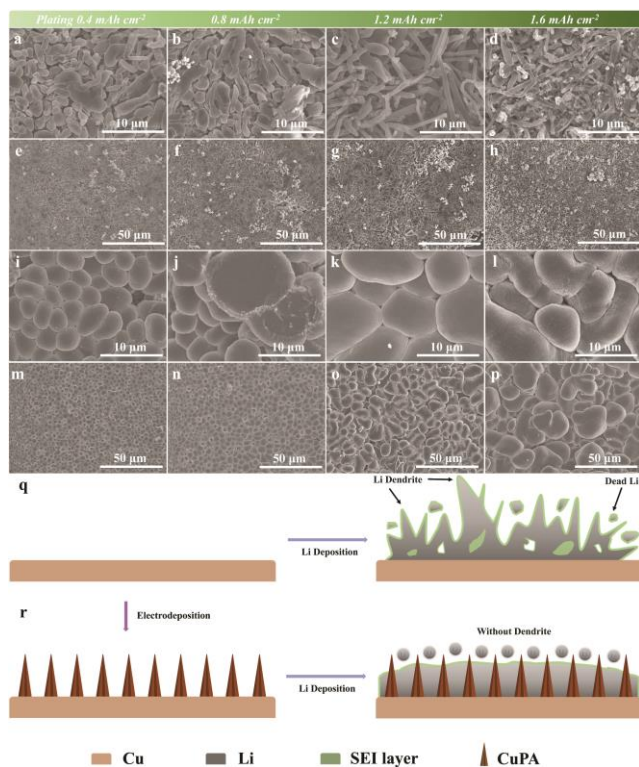 Plating 0.4 mAh cm⁻² 0.8 mAh cm⁻² 1.2 mAh cm⁻² 1.6 mAh cm⁻²
a b c d
10 μm 10 μm 10 μm 10 μm
e f g h
50 μm 50 μm 50 μm 50 μm
i j k l
10 μm 10 μm 10 μm 10 μm
m n o p
50 μm 50 μm 50 μm 50 μm
q
Li Dendrite Dead Li
Li Deposition
r
Electrodeposition
Without Dendrite
Li Deposition
Cu Li SEI layer CuPA